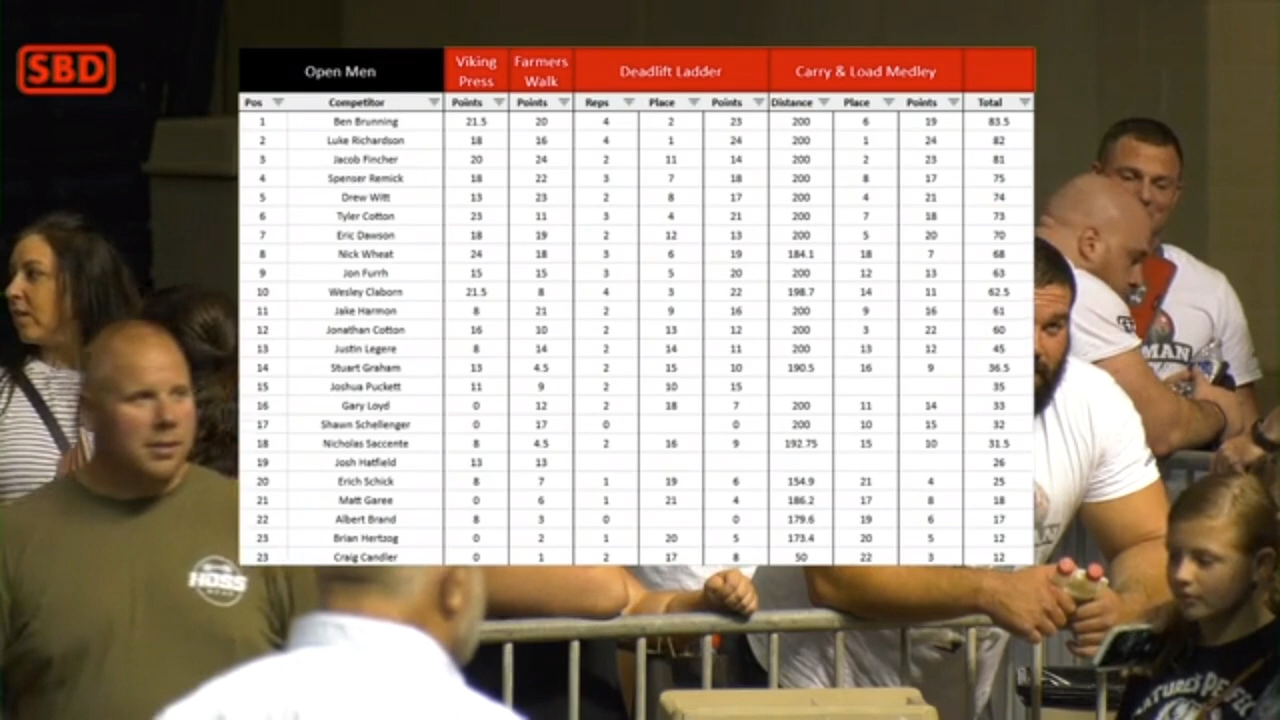 SBD
Open Men Viking Press Farmers Walk Deadlift Ladder Carry & Load Medley
Pos Competitor Points Points Reps Place Points Distance Place Points Total
1 Ben Brunning 21.5 20 4 2 23 200 6 19 83.5
2 Luke Richardson 18 16 4 1 24 200 1 24 82
3 Jacob Fincher 20 24 2 11 14 200 2 23 81
4 Spenser Remick 18 22 3 7 18 200 8 17 75
5 Drew Witt 13 23 2 8 17 200 4 21 74
6 Tyler Cotton 23 11 3 4 21 200 7 18 73
7 Eric Dawson 18 19 2 12 13 200 5 20 70
8 Nick Wheat 24 18 3 6 19 184.1 18 7 68
9 Jon Furrh 15 15 3 5 20 200 12 13 63
10 Wesley Claborn 21.5 8 4 3 22 198.7 14 11 62.5
11 Jake Harmon 8 21 2 9 16 200 9 16 61
12 Jonathan Cotton 16 10 2 13 12 200 3 22 60
13 Justin Legere 8 14 2 14 11 200 13 12 45
14 Stuart Graham 13 4.5 2 15 10 190.5 16 9 36.5
15 Joshua Puckett 11 9 2 10 15 35
16 Gary Loyd 0 12 2 18 7 200 11 14 33
17 Shawn Schellenger 0 17 0 0 200 10 15 32
18 Nicholas Saccente 8 4.5 2 16 9 192.75 15 10 31.5
19 Josh Hatfield 13 13 26
20 Erich Schick 8 7 1 19 6 154.9 21 4 25
21 Matt Garee 0 6 1 21 4 186.2 17 8 18
22 Albert Brand 8 3 0 0 179.6 19 6 17
23 Brian Hertzog 0 2 1 20 5 173.4 20 5 12
23 Craig Candler 0 1 2 17 8 50 22 3 12
MAN
HOSS